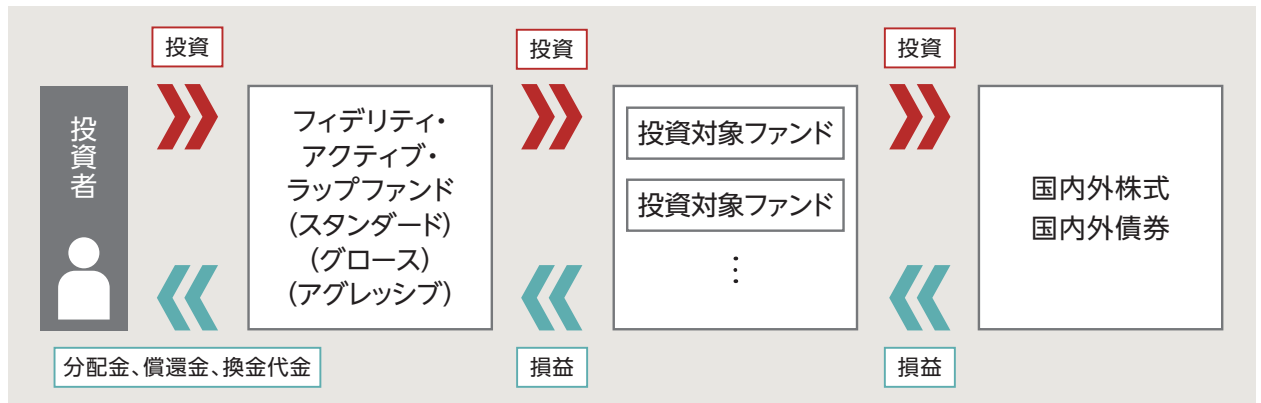 投資
投資
投資
投資者
フィデリティ・
アクティブ・
ラップファンド
(スタンダード)
(グロース)
(アグレッシブ)
投資対象ファンド
投資対象ファンド
⋮
国内外株式
国内外債券
分配金、償還金、換金代金
損益
損益